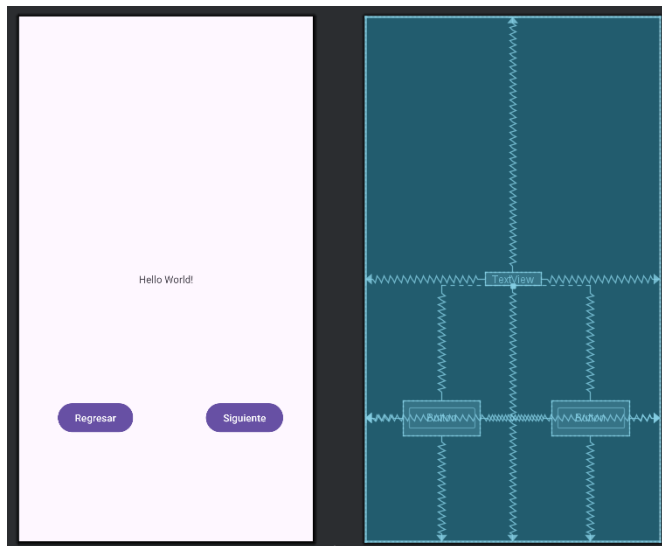 Hello World!
TextView
Regresar
Siguiente
Button
Button